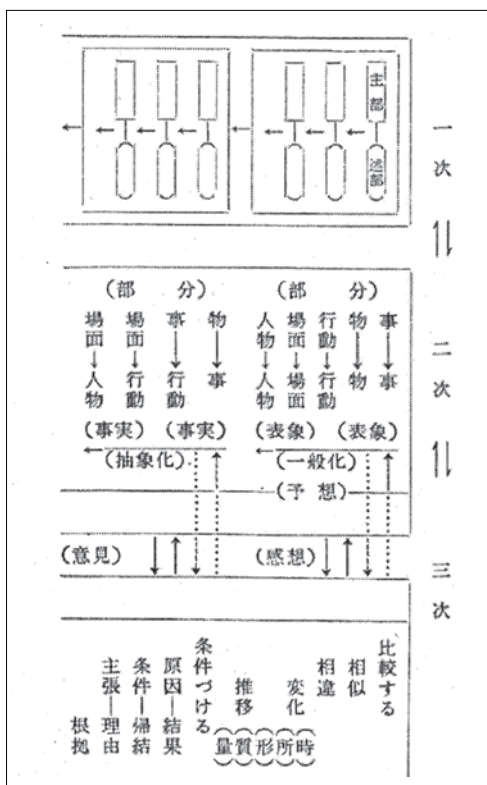 一次
主部
述部
二次
(部 分)
事→事
物→物
行動→行動
場面→場面
人物→人物
(表象) (表象)
(一般化)
(部 分)
物→事
事→行動
場面→行動
場面→人物
(事実) (事実)
(抽象化)
(予想)
三次
(感想)
(意見)
比較する
相似
相違
変化
推移
(時)
(所)
(形)
(質)
(量)
条件づける
原因—結果
条件—帰結
主張—理由
根拠